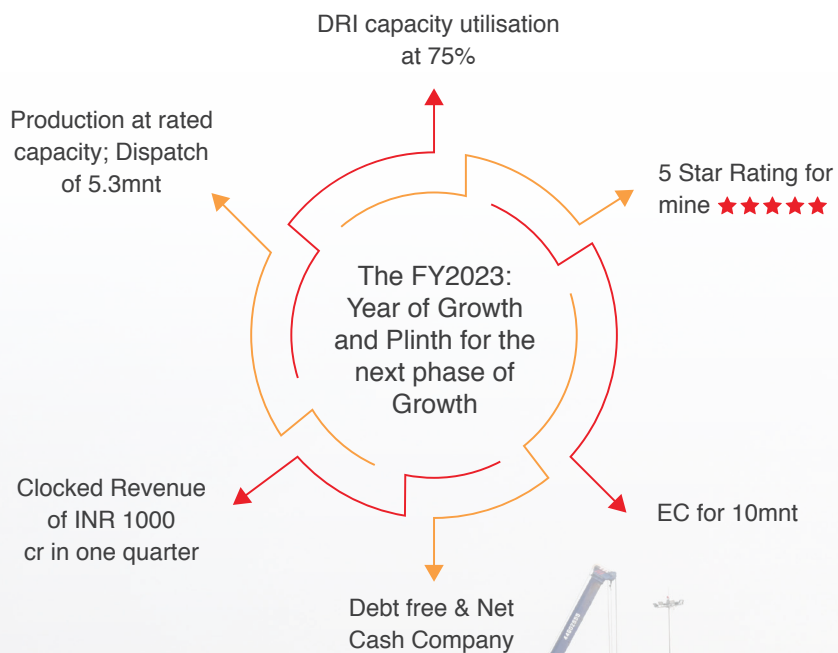 DRI capacity utilisation
at 75%
Production at rated
capacity; Dispatch
of 5.3mnt
5 Star Rating for
mine ★★★★★
The FY2023:
Year of Growth
and Plinth for the
next phase of
Growth
Clocked Revenue
of INR 1000
cr in one quarter
EC for 10mnt
Debt free & Net
Cash Company